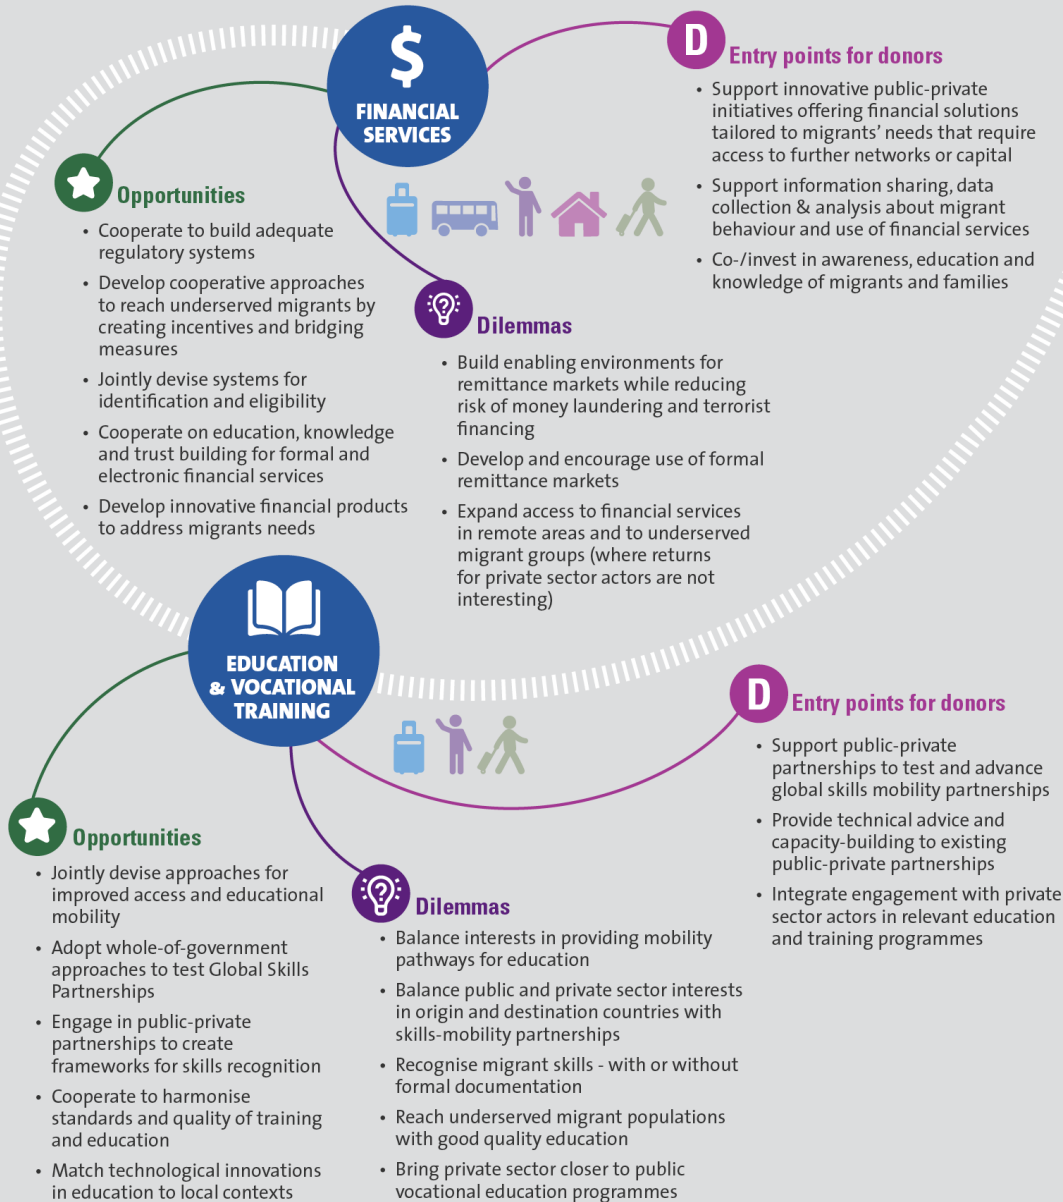 $
FINANCIAL
SERVICES
D
Entry points for donors
• Support innovative public-private
initiatives offering financial solutions
tailored to migrants' needs that require
access to further networks or capital
• Support information sharing, data
collection & analysis about migrant
behaviour and use of financial services
• Co-/invest in awareness, education and
knowledge of migrants and families
Opportunities
• Cooperate to build adequate
regulatory systems
• Develop cooperative approaches
to reach underserved migrants by
creating incentives and bridging
measures
• Jointly devise systems for
identification and eligibility
• Cooperate on education, knowledge
and trust building for formal and
electronic financial services
• Develop innovative financial products
to address migrants needs
?
Dilemmas
• Build enabling environments for
remittance markets while reducing
risk of money laundering and terrorist
financing
• Develop and encourage use of formal
remittance markets
• Expand access to financial services
in remote areas and to underserved
migrant groups (where returns
for private sector actors are not
interesting)
EDUCATION
& VOCATIONAL
TRAINING
D
Entry points for donors
• Support public-private
partnerships to test and advance
global skills mobility partnerships
• Provide technical advice and
capacity-building to existing
public-private partnerships
• Integrate engagement with private
sector actors in relevant education
and training programmes
Opportunities
• Jointly devise approaches for
improved access and educational
mobility
• Adopt whole-of-government
approaches to test Global Skills
Partnerships
• Engage in public-private
partnerships to create
frameworks for skills recognition
• Cooperate to harmonise
standards and quality of training
and education
• Match technological innovations
in education to local contexts
?
Dilemmas
• Balance interests in providing mobility
pathways for education
• Balance public and private sector interests
in origin and destination countries with
skills-mobility partnerships
• Recognise migrant skills - with or without
formal documentation
• Reach underserved migrant populations
with good quality education
• Bring private sector closer to public
vocational education programmes